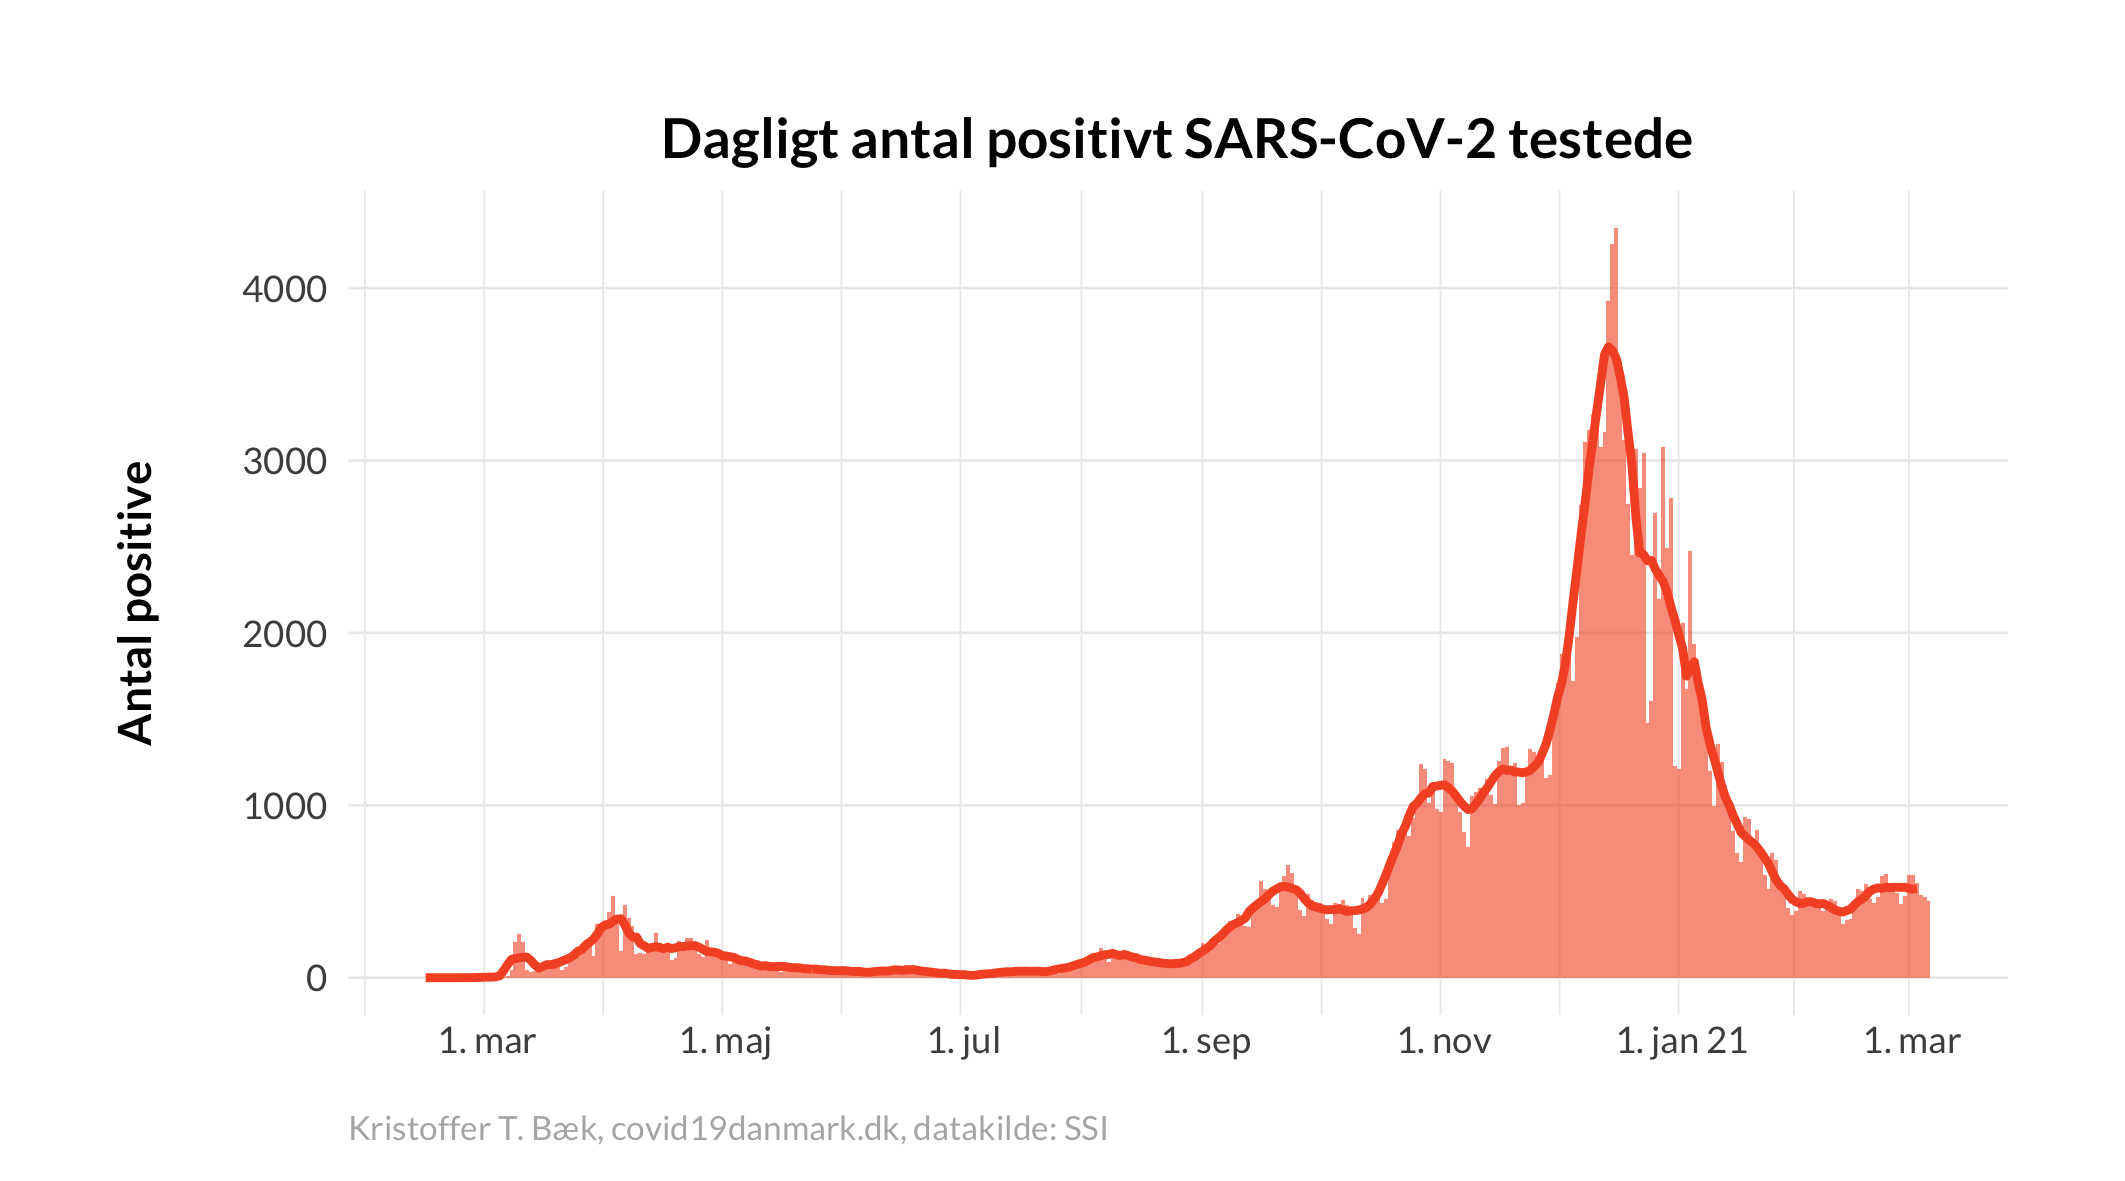 Dagligt antal positivt SARS-CoV-2 testede
Antal positive
4000
3000
2000
1000
0
1. mar
1. maj
1. jul
1. sep
1. nov
1. jan 21
1. mar
Kristoffer T. Bæk, covid19danmark.dk, datakilde: SSI